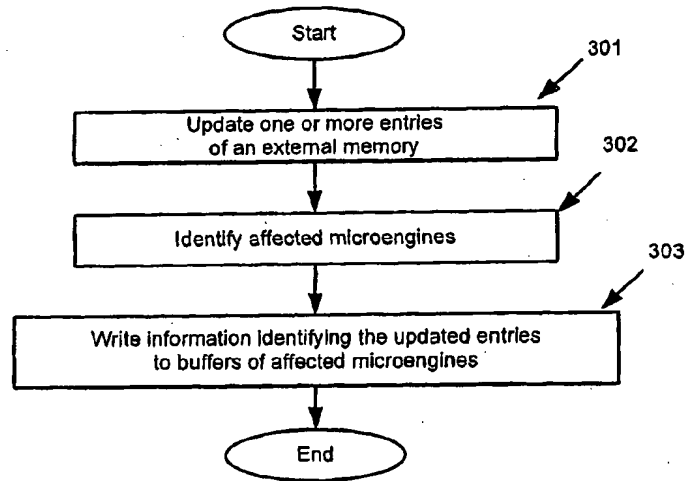 Start
301
Update one or more entries
of an external memory
302
Identify affected microengines
303
Write information identifying the updated entries
to buffers of affected microengines
End